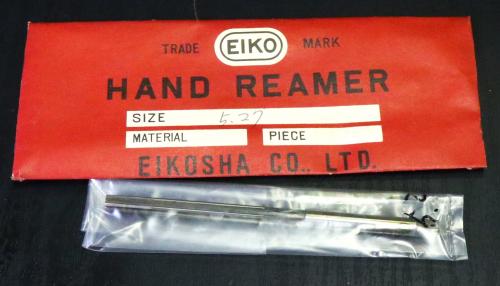 TRADE EIKO MARK
HAND REAMER
SIZE 5.27
MATERIAL PIECE
EIKOSHA CO., LTD.